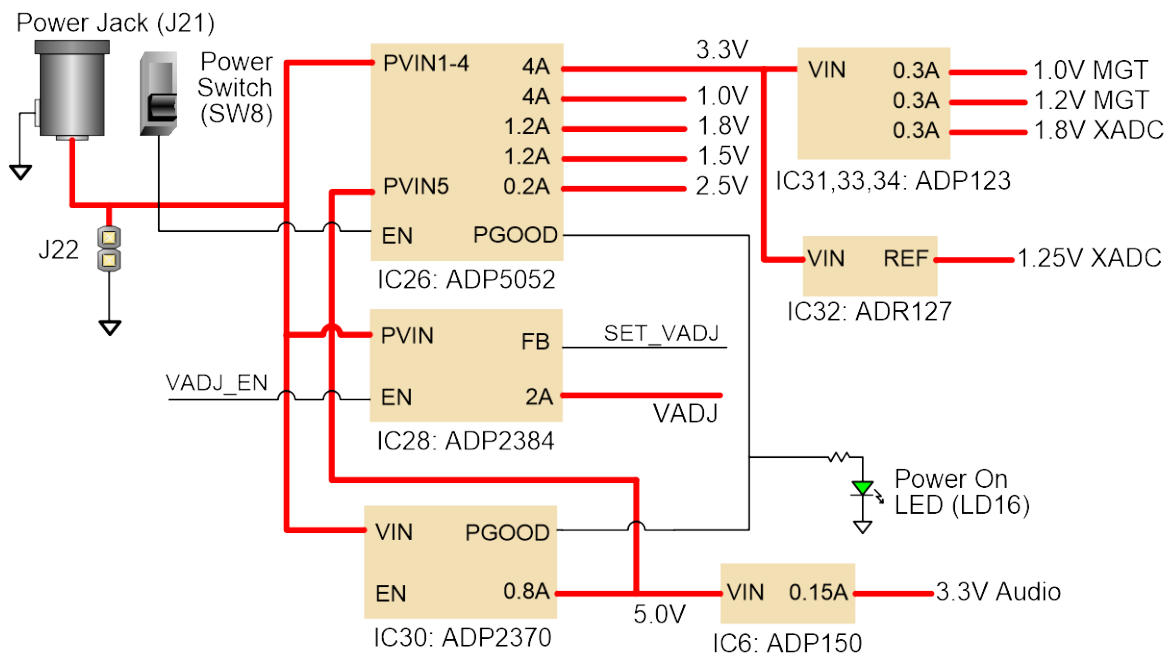 Power Jack (J21)
Power
Switch
(SW8)
J22
PVIN1-4
PVIN5
EN
4A
4A
1.2A
1.2A
0.2A
PGOOD
IC26: ADP5052
3.3V
1.0V
1.8V
1.5V
2.5V
VIN
0.3A
0.3A
0.3A
IC31,33,34: ADP123
1.0V MGT
1.2V MGT
1.8V XADC
VIN
REF
IC32: ADR127
1.25V XADC
VADJ_EN
PVIN
EN
FB
2A
IC28: ADP2384
SET_VADJ
VADJ
Power On
LED (LD16)
VIN
EN
PGOOD
0.8A
IC30: ADP2370
5.0V
VIN
0.15A
IC6: ADP150
3.3V Audio